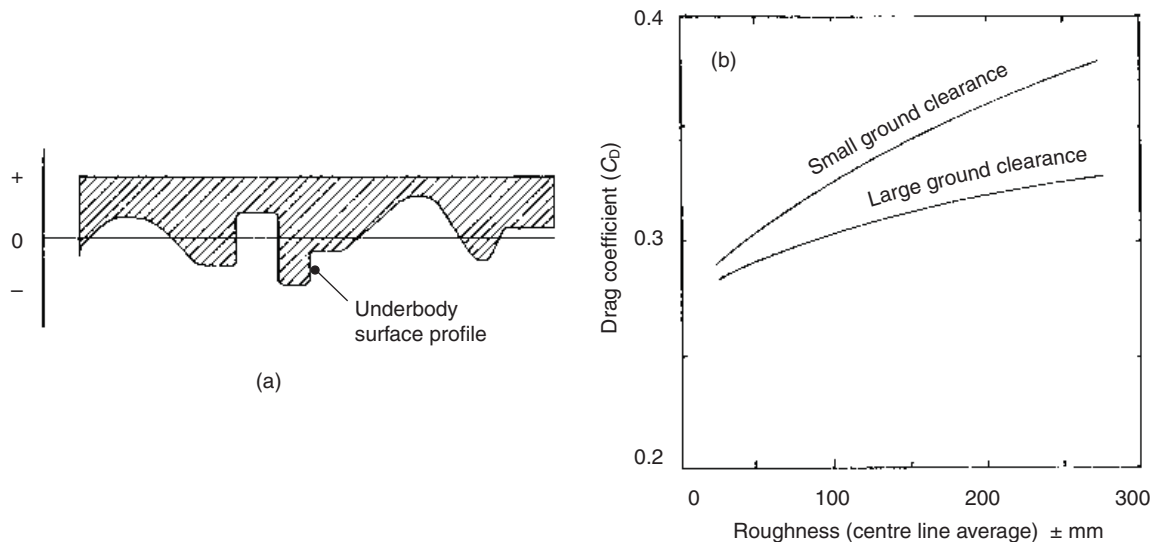 +
0
–
Underbody
surface profile
(a)
(b)
Small ground clearance
Large ground clearance
Drag coefficient (CD)
0.4
0.3
0.2
0 100 200 300
Roughness (centre line average) ± mm